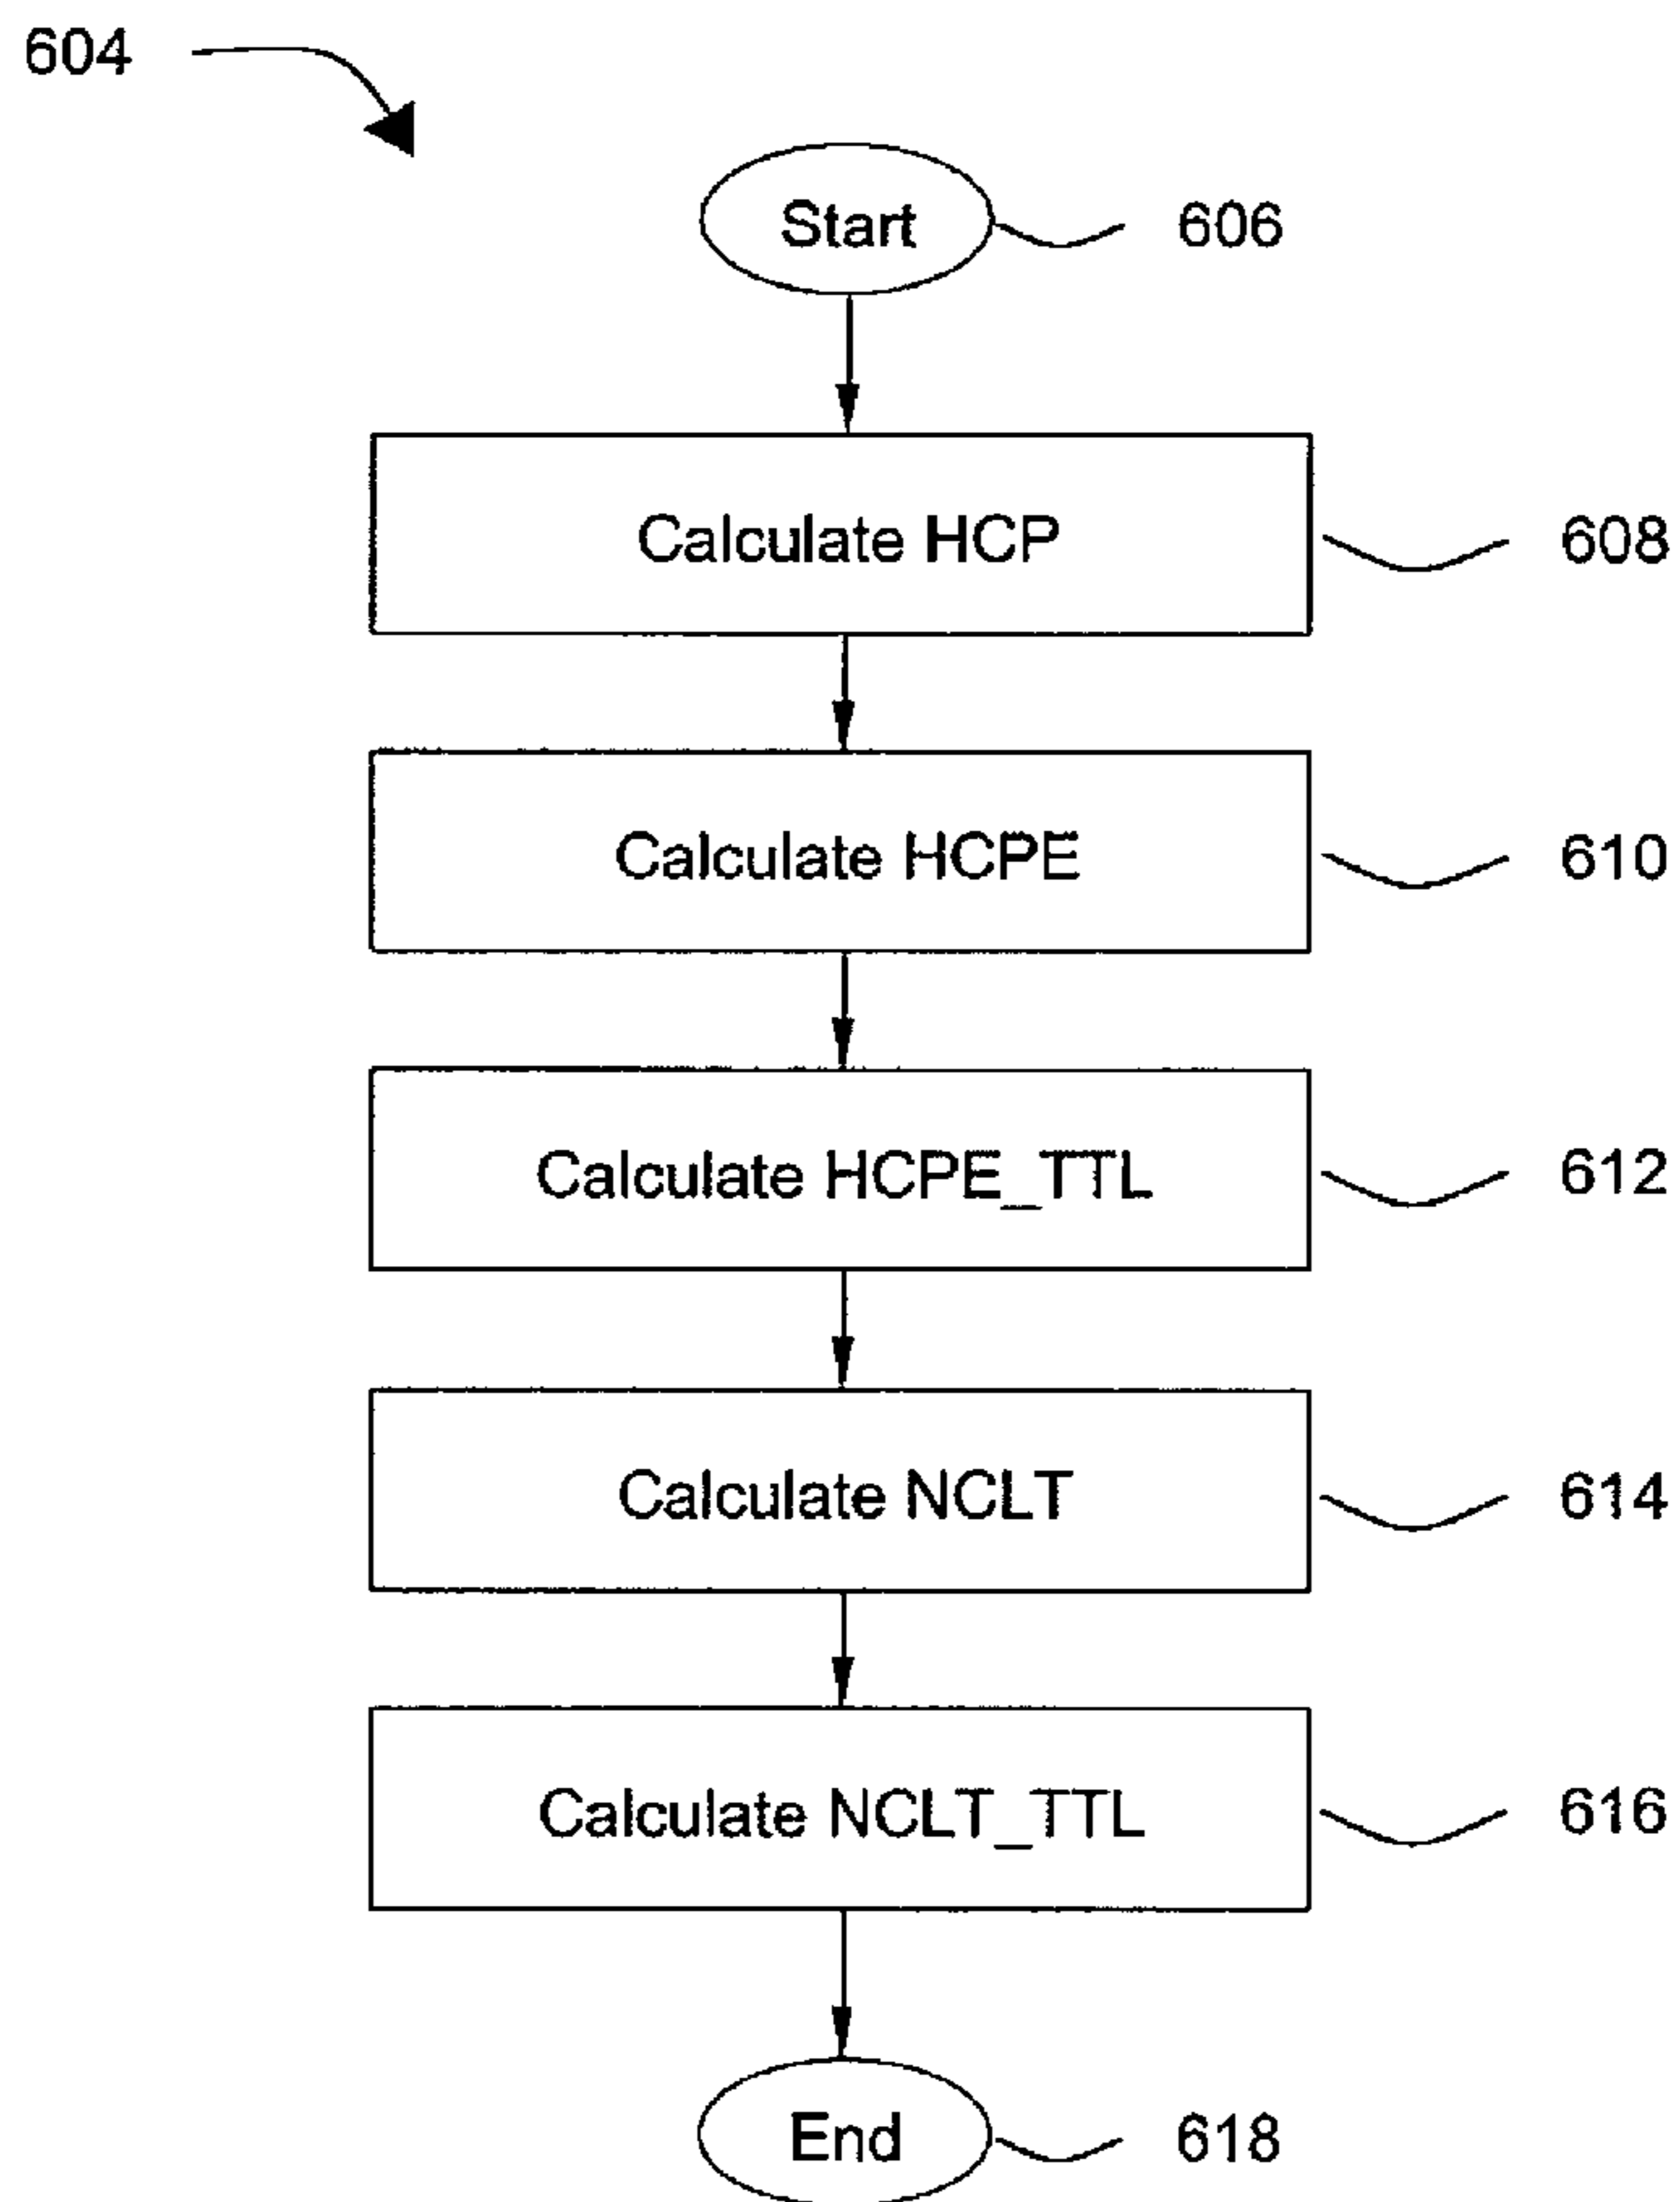 604
Start
606
Calculate HCP
608
Calculate HCPE
610
Calculate HCPE_TTL
612
Calculate NCLT
614
Calculate NCLT_TTL
616
End
618